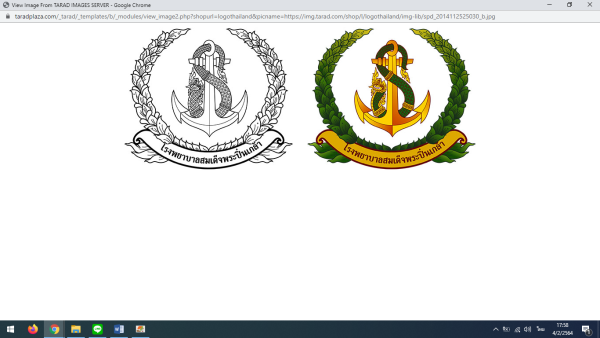 View Image From TARAD IMAGES SERVER - Google Chrome
taradplaza.com/_tarad/_templates/b/_modules/view_image2.php?shopurl=logothailand&picname=https://img.tarad.com/shop/l/logothailand/img-lib/spd_2014112525030_b.jpg
โรงพยาบาลสมเด็จพระปิ่นเกล้า
โรงพยาบาลสมเด็จพระปิ่นเกล้า
ไทย
17:58
4/2/2564